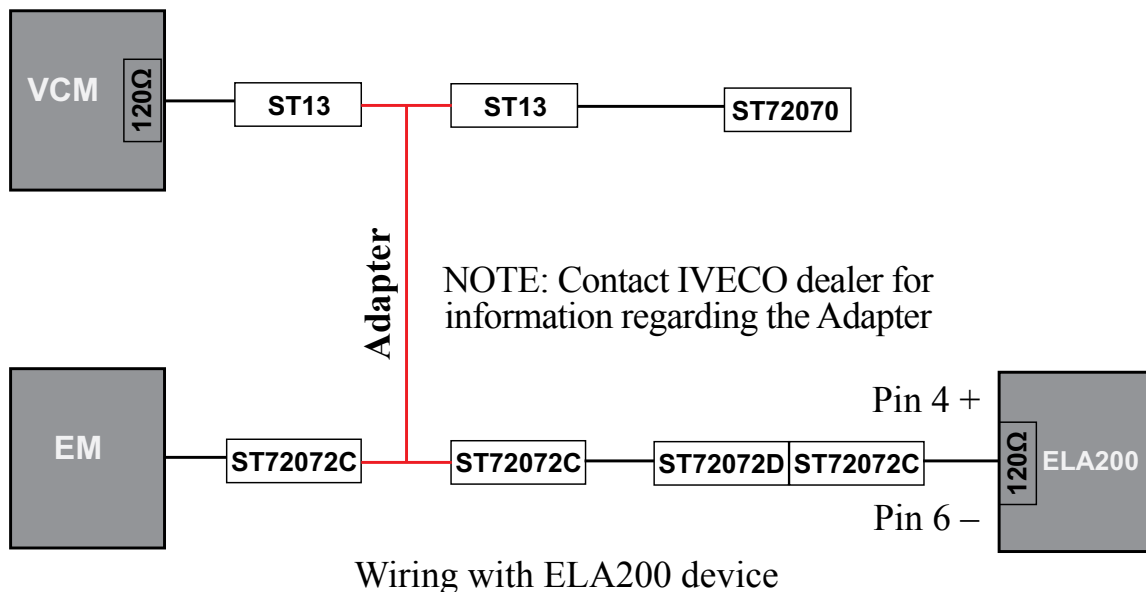 VCM
120Ω
ST13
ST13
ST72070
Adapter
NOTE: Contact IVECO dealer for
information regarding the Adapter
Pin 4 +
EM
ST72072C
ST72072C
ST72072D
ST72072C
120Ω
ELA200
Pin 6 –
Wiring with ELA200 device